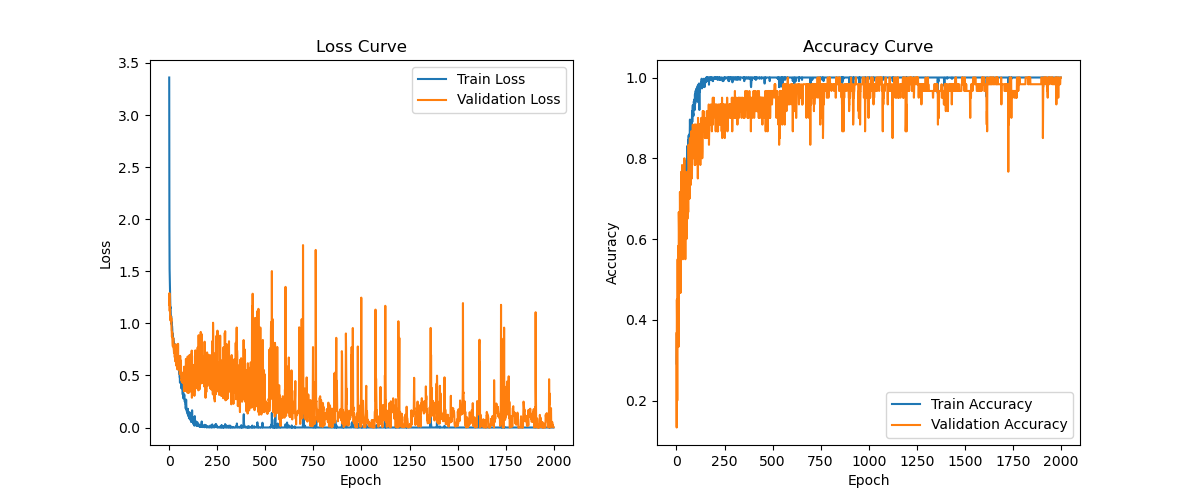 Loss Curve
3.5
3.0
2.5
2.0
1.5
1.0
0.5
0.0
Loss
Train Loss
Validation Loss
0 250 500 750 1000 1250 1500 1750 2000
Epoch
Accuracy Curve
1.0
0.8
0.6
0.4
0.2
Accuracy
Train Accuracy
Validation Accuracy
0 250 500 750 1000 1250 1500 1750 2000
Epoch